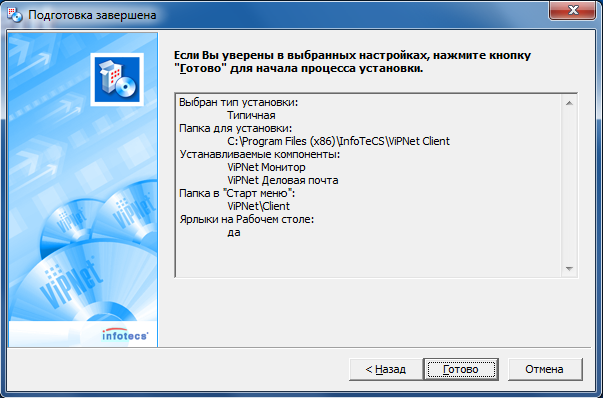 Подготовка завершена
Если Вы уверены в выбранных настройках, нажмите кнопку
"Готово" для начала процесса установки.
Выбран тип установки:
Типичная
Папка для установки:
C:\Program Files (x86)\InfoTeCS\ViPNet Client
Устанавливаемые компоненты:
ViPNet Монитор
ViPNet Деловая почта
Папка в "Старт меню":
ViPNet\Client
Ярлыки на Рабочем столе:
да
ViPNet
ViPNet
infotecs
< Назад
Готово
Отмена